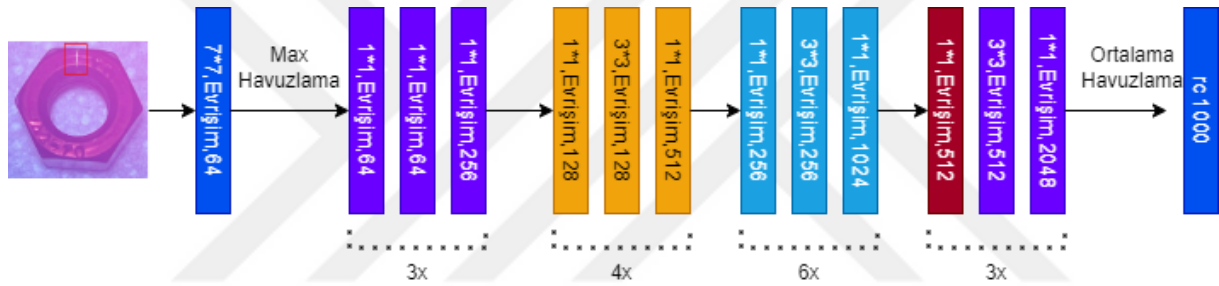 7*7,Evrişim,64
Max
Havuzlama
1*1,Evrişim,64
1*1,Evrişim,64
1*1,Evrişim,256
3x
1*1,Evrişim,128
3*3,Evrişim,128
1*1,Evrişim,512
4x
1*1,Evrişim,256
3*3,Evrişim,256
1*1,Evrişim,1024
6x
1*1,Evrişim,512
3*3,Evrişim,512
1*1,Evrişim,2048
3x
Ortalama
Havuzlama
rc 1000